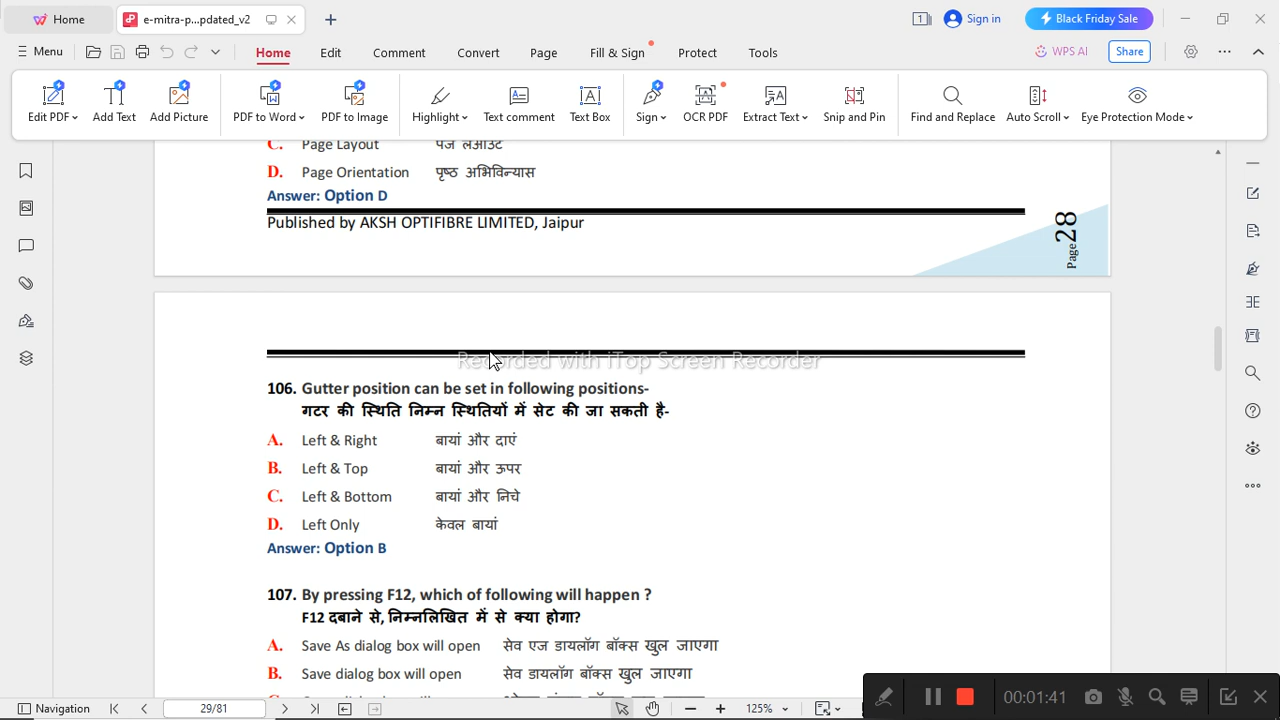 Home
e-mitra-p...pdated_v2
Sign in
Black Friday Sale
Menu
Home
Edit
Comment
Convert
Page
Fill & Sign
Protect
Tools
WPS AI
Share
Edit PDF
Add Text
Add Picture
PDF to Word
PDF to Image
Highlight
Text comment
Text Box
Sign
OCR PDF
Extract Text
Snip and Pin
Find and Replace
Auto Scroll
Eye Protection Mode
C. Page Layout पेज लेआउट
D. Page Orientation पृष्ठ अभिविन्यास
Answer: Option D
Published by AKSH OPTIFIBRE LIMITED, Jaipur
Page 28
Recorded with iTop Screen Recorder
106. Gutter position can be set in following positions-
गटर की स्थिति निम्न स्थितियों में सेट की जा सकती है-
A. Left & Right बायां और दाएं
B. Left & Top बायां और ऊपर
C. Left & Bottom बायां और निचे
D. Left Only केवल बायां
Answer: Option B
107. By pressing F12, which of following will happen ?
F12 दबाने से, निम्नलिखित में से क्या होगा?
A. Save As dialog box will open सेव एज डायलॉग बॉक्स खुल जाएगा
B. Save dialog box will open सेव डायलॉग बॉक्स खुल जाएगा
Navigation
29/81
125%
00:01:41